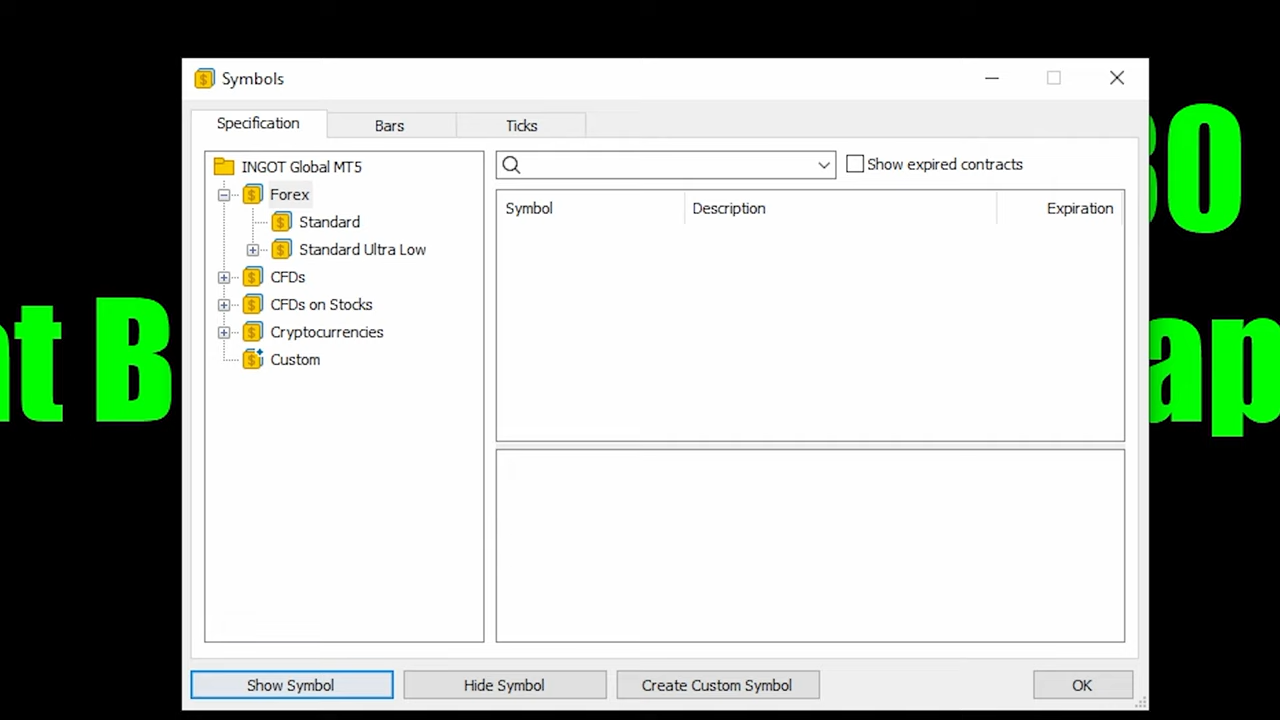 Symbols
Specification
Bars
Ticks
INGOT Global MT5
Forex
Standard
Standard Ultra Low
CFDs
CFDs on Stocks
Cryptocurrencies
Custom
Show expired contracts
Symbol
Description
Expiration
Show Symbol
Hide Symbol
Create Custom Symbol
OK